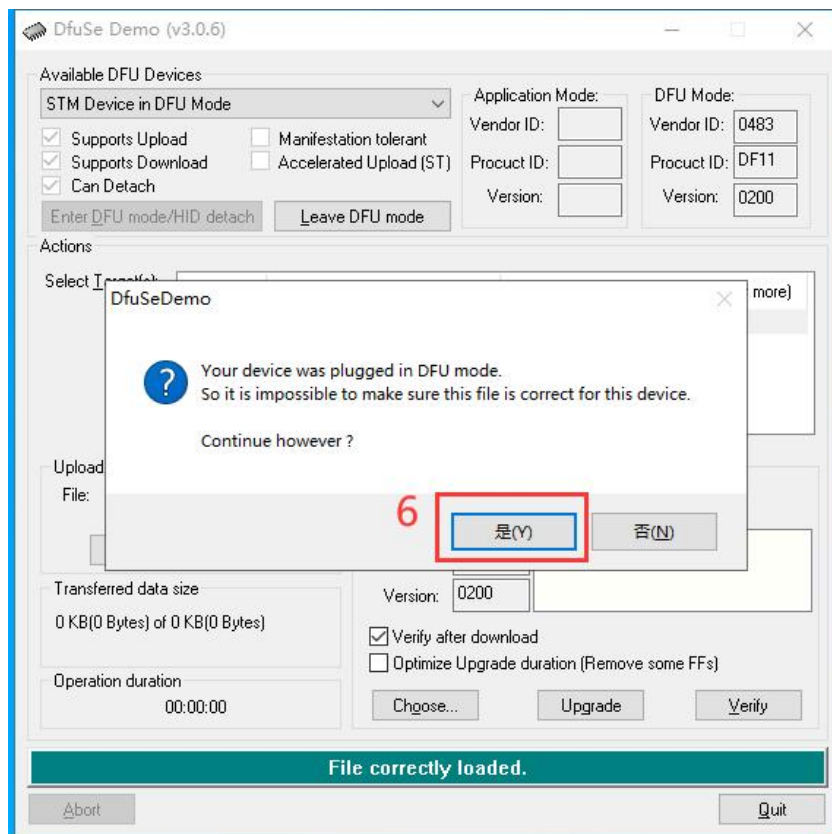 DfuSe Demo (v3.0.6)
Available DFU Devices
STM Device in DFU Mode
Supports Upload
Manifestation tolerant
Supports Download
Accelerated Upload (ST)
Can Detach
Enter DFU mode/HID detach
Leave DFU mode
Application Mode:
Vendor ID:
Procuct ID:
Version:
DFU Mode:
Vendor ID: 0483
Procuct ID: DF11
Version: 0200
Actions
Select Target(s):
more)
DfuSeDemo
Your device was plugged in DFU mode.
So it is impossible to make sure this file is correct for this device.
Continue however ?
6
是(Y)
否(N)
Upload
File:
Transferred data size
0 KB(0 Bytes) of 0 KB(0 Bytes)
Operation duration
00:00:00
Version: 0200
Verify after download
Optimize Upgrade duration (Remove some FFs)
Choose...
Upgrade
Verify
File correctly loaded.
Abort
Quit